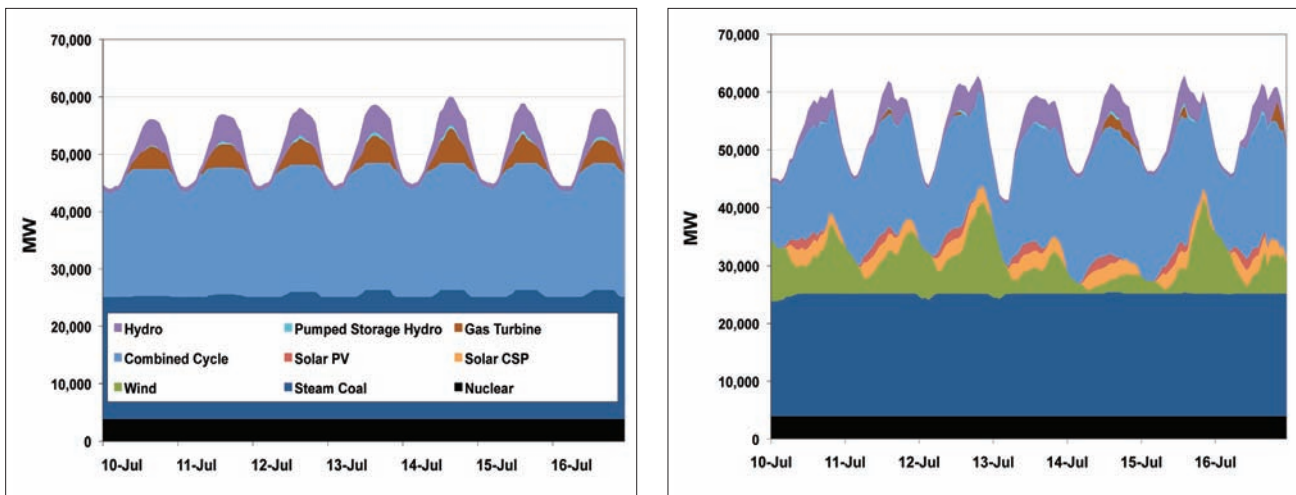 70,000
60,000
50,000
40,000
30,000
20,000
10,000
0
MW
Hydro Pumped Storage Hydro Gas Turbine
Combined Cycle Solar PV Solar CSP
Wind Steam Coal Nuclear
10-Jul 11-Jul 12-Jul 13-Jul 14-Jul 15-Jul 16-Jul
70,000
60,000
50,000
40,000
30,000
20,000
10,000
0
MW
10-Jul 11-Jul 12-Jul 13-Jul 14-Jul 15-Jul 16-Jul